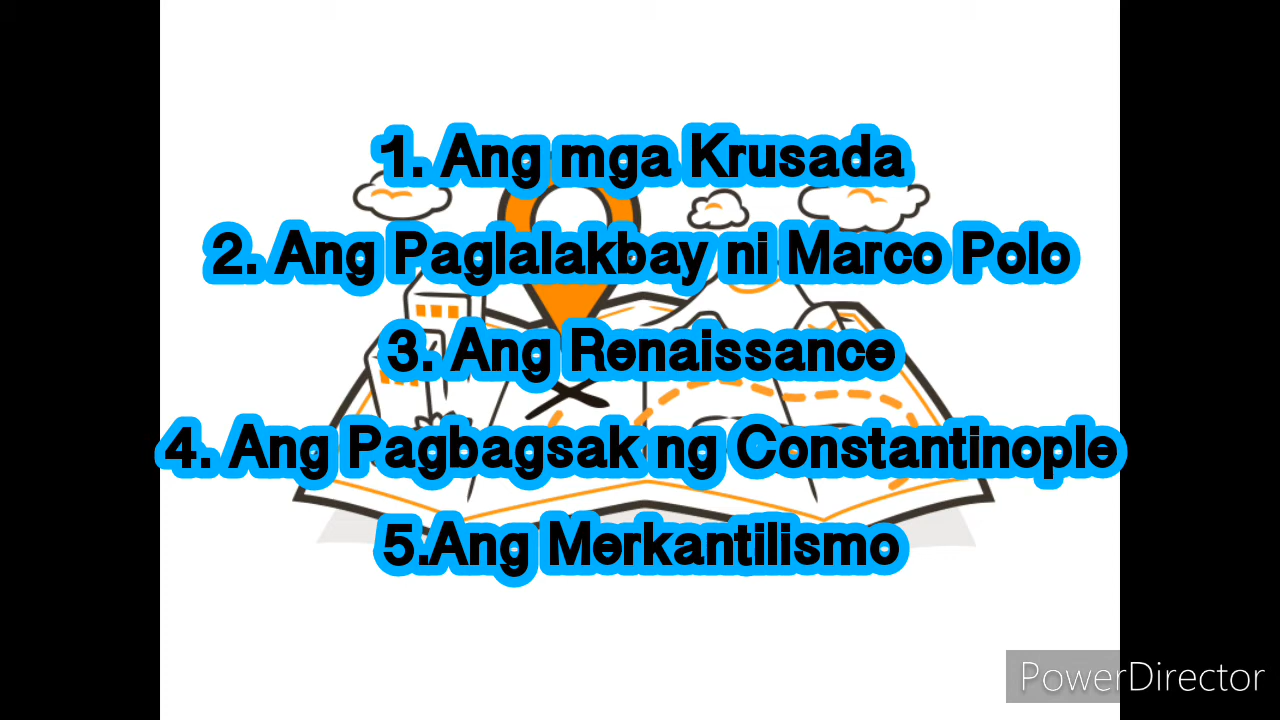 1. Ang mga Krusada
2. Ang Paglalakbay ni Marco Polo
3. Ang Renaissance
4. Ang Pagbagsak ng Constantinople
5.Ang Merkantilismo
PowerDirector